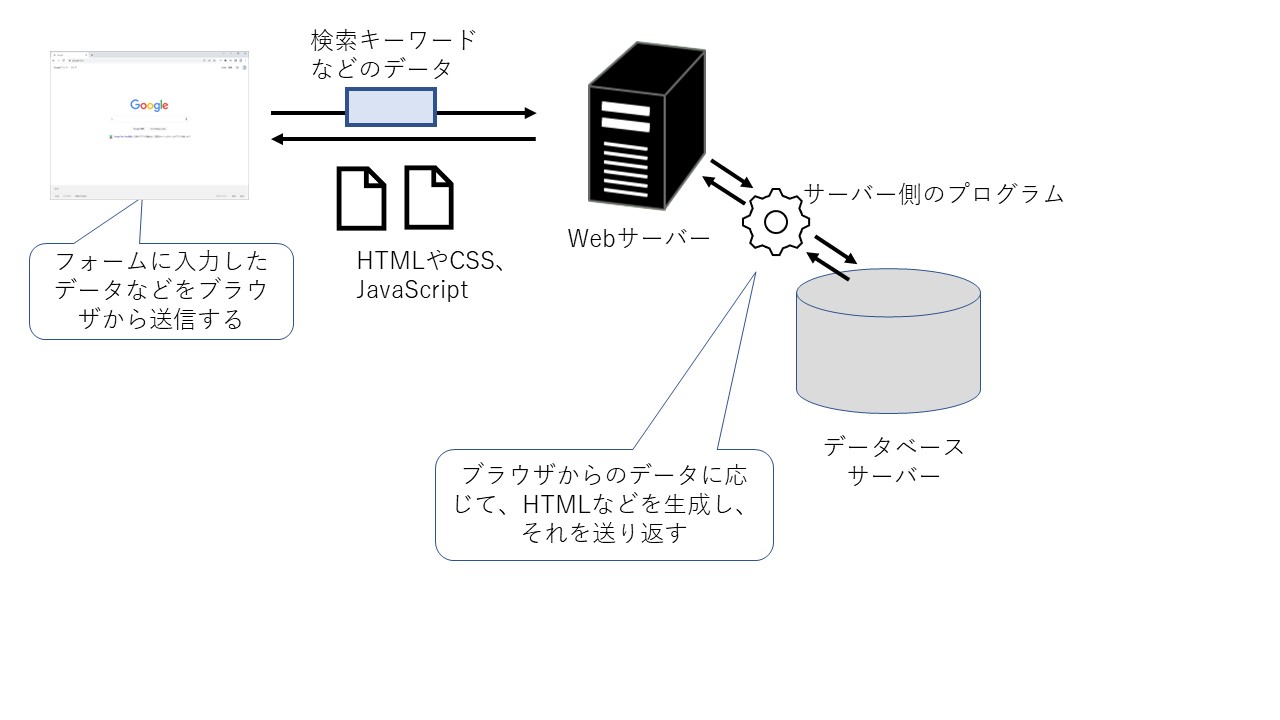 検索キーワード
などのデータ
Google
サーバー側のプログラム
Webサーバー
フォームに入力した
データなどをブラウ
ザから送信する
HTMLやCSS、
JavaScript
データベース
サーバー
ブラウザからのデータに応
じて、HTMLなどを生成し、
それを送り返す